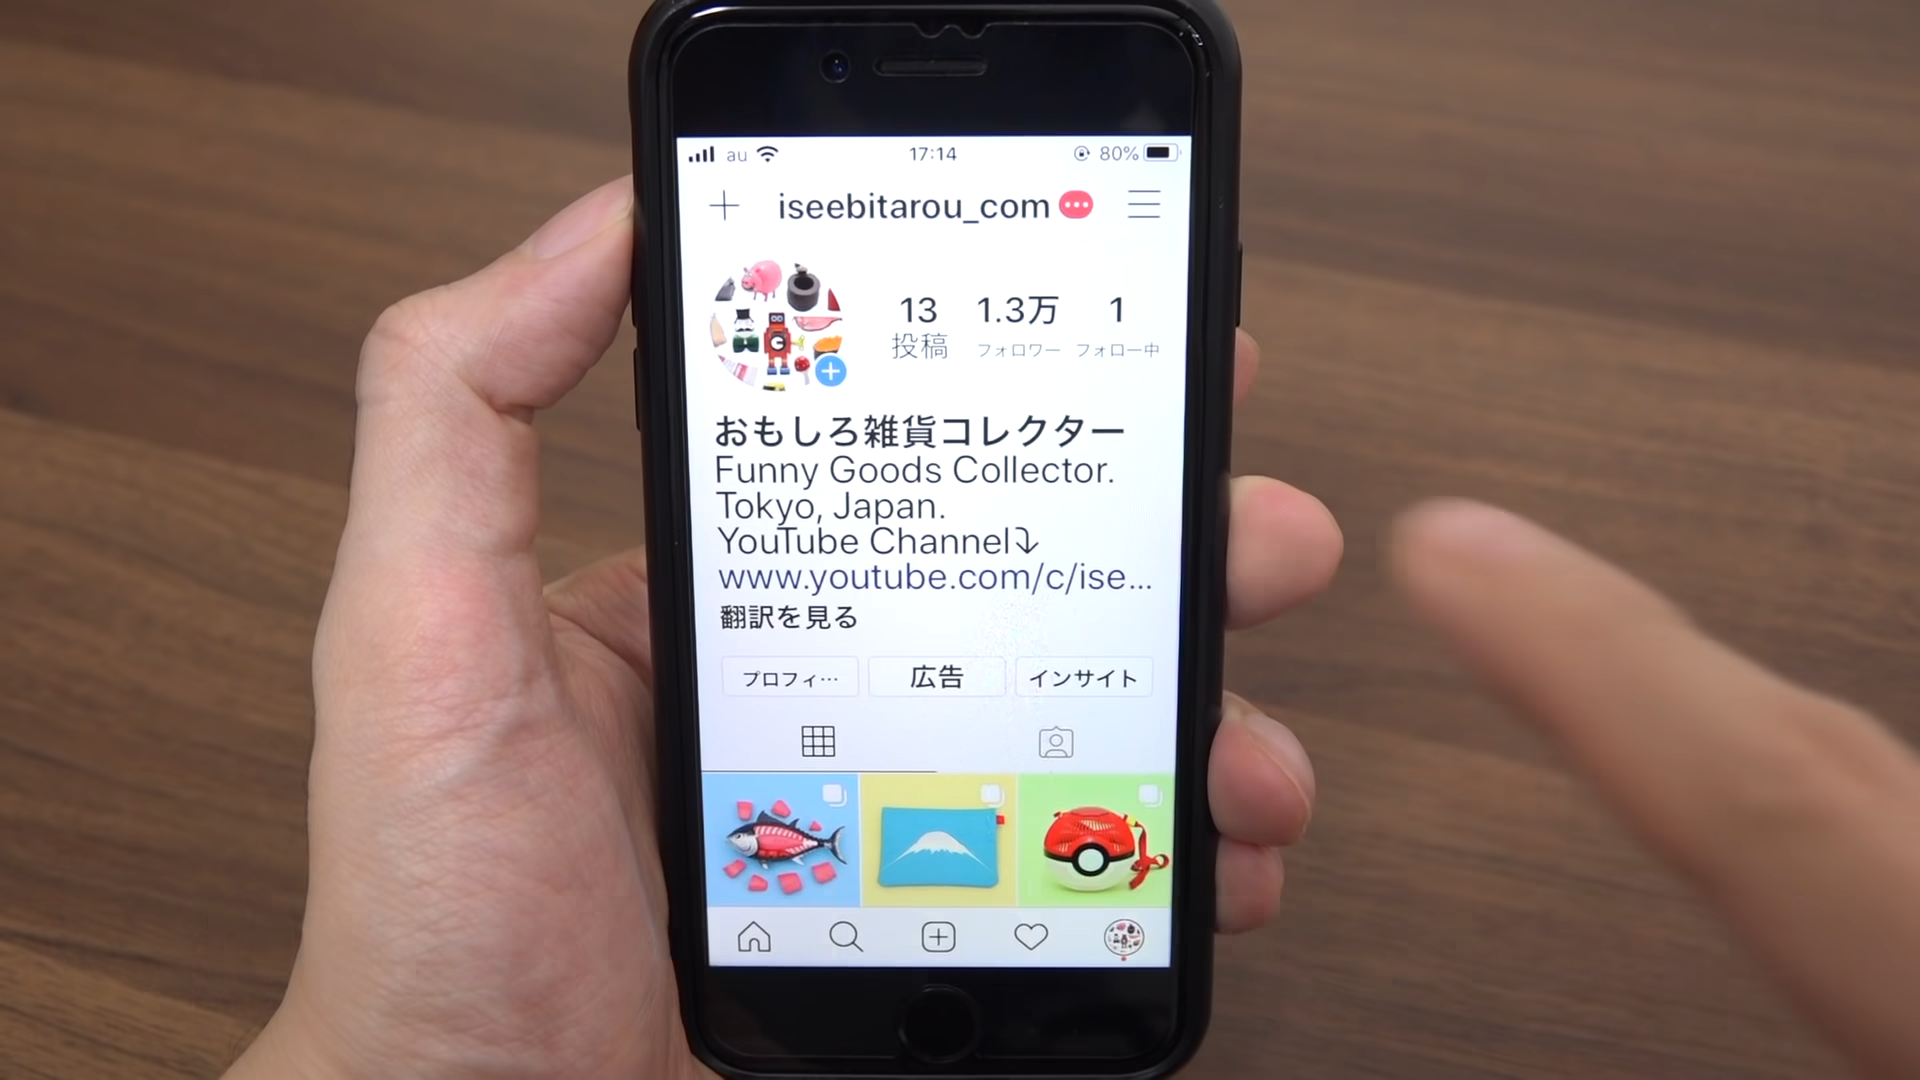 au 17:14 80%
iseebitarou_com
13 1.3万 1
投稿 フォロワー フォロー中
おもしろ雑貨コレクター
Funny Goods Collector.
Tokyo, Japan.
YouTube Channel⤵
www.youtube.com/c/ise...
翻訳を見る
プロフィ… 広告 インサイト